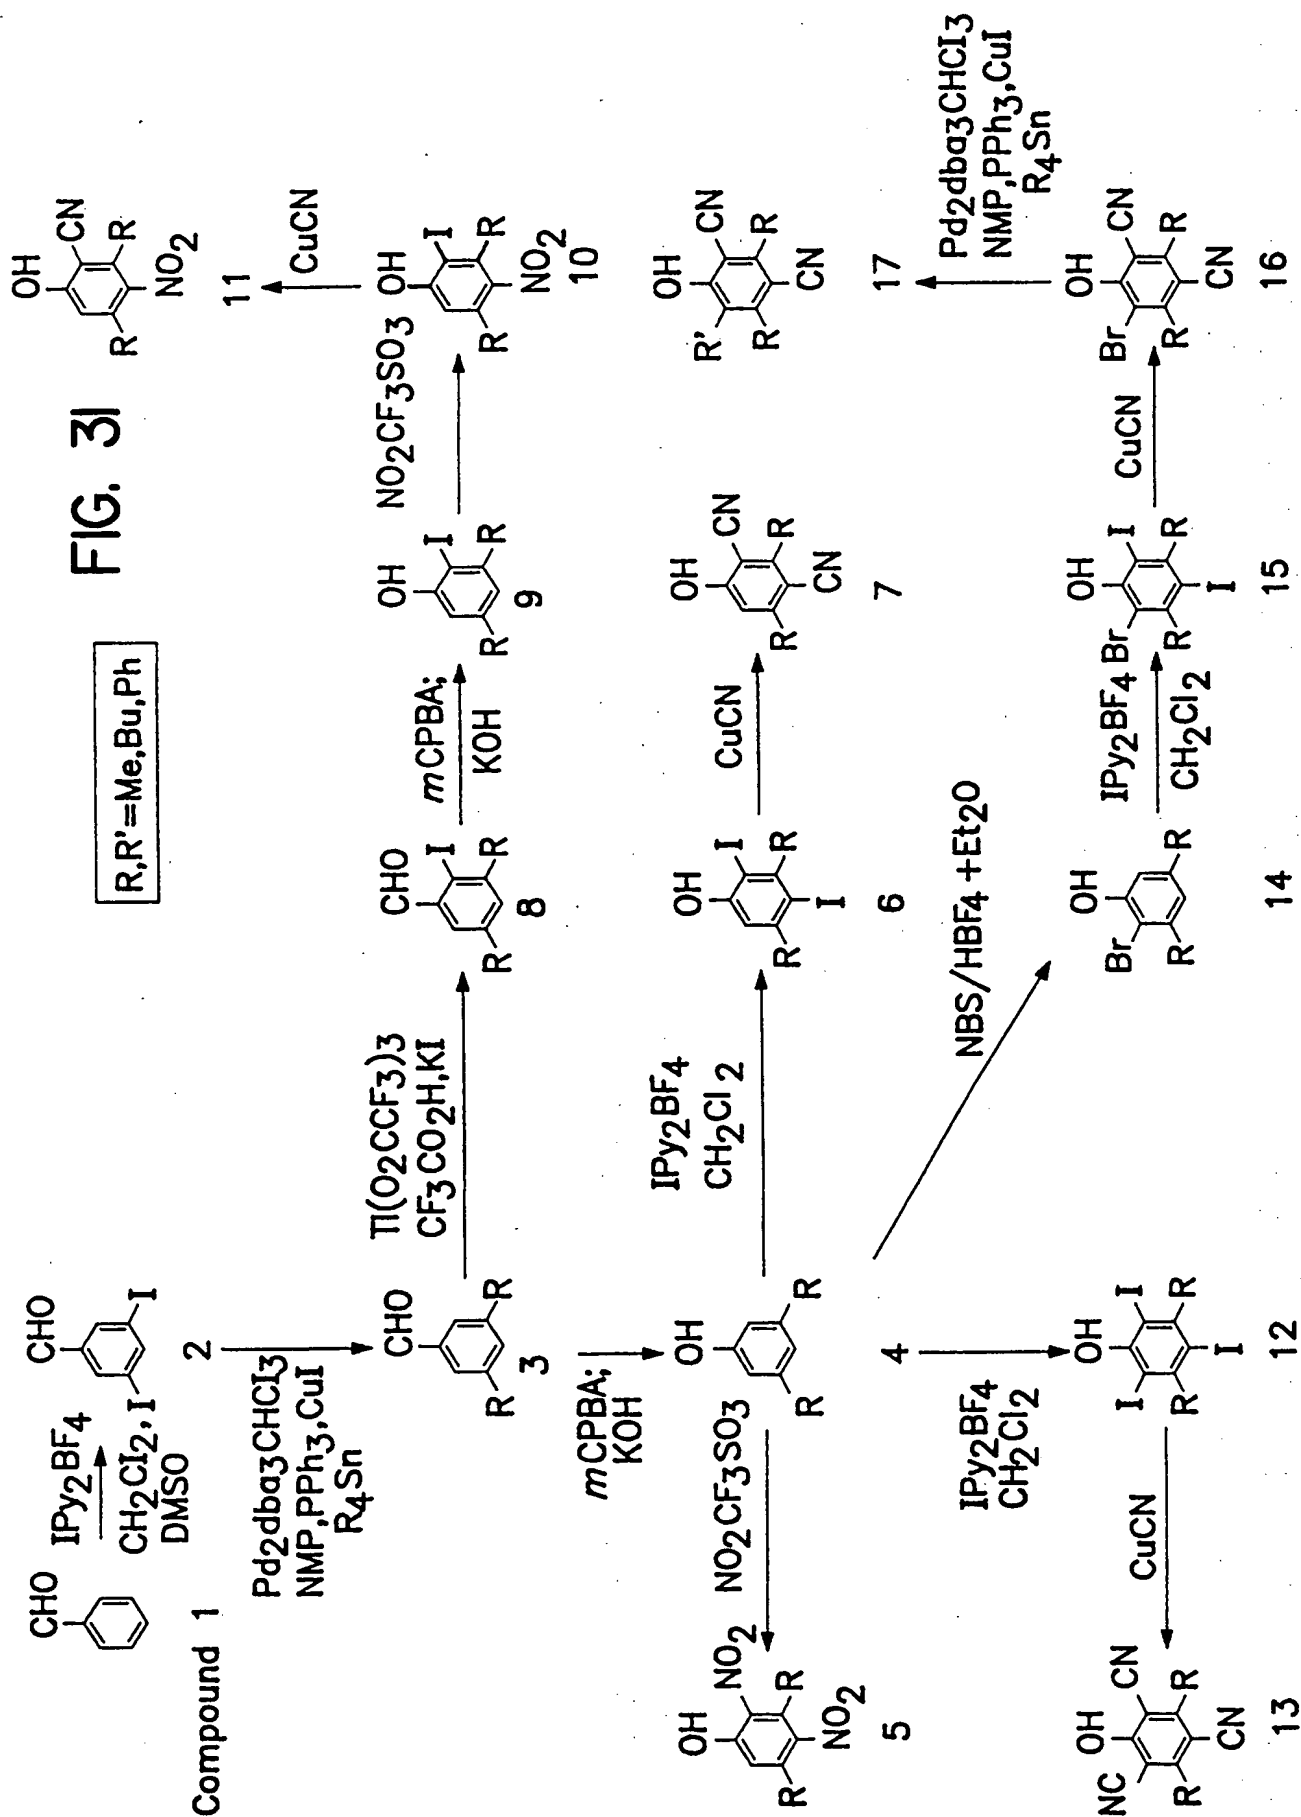 FIG. 31
R,R'=Me,Bu,Ph
CHO
Compound 1
IPy2BF4
CH2Cl2,
DMSO
CHO
I
I
2
Pd2dba3CHCl3
NMP,PPh3,CuI
R4Sn
CHO
R
R
3
Tl(O2CCF3)3
CF3CO2H,KI
CHO
I
R
R
8
mCPBA;
KOH
OH
I
R
R
9
NO2CF3SO3
OH
I
R
R
NO2
10
CuCN
OH
CN
R
R
NO2
11
mCPBA;
KOH
OH
R
R
4
NO2CF3SO3
OH
NO2
R
R
NO2
5
IPy2BF4
CH2Cl2
OH
I
R
R
I
6
CuCN
OH
CN
R
R
CN
7
IPy2BF4
CH2Cl2
OH
I
I
R
R
I
12
CuCN
OH
NC
CN
R
R
CN
13
NBS/HBF4 +Et2O
OH
Br
R
R
14
IPy2BF4
CH2Cl2
OH
Br
I
R
R
I
15
CuCN
OH
Br
CN
R
R
CN
16
Pd2dba3CHCl3
NMP,PPh3,CuI
R4Sn
OH
R'
CN
R
R
CN
17